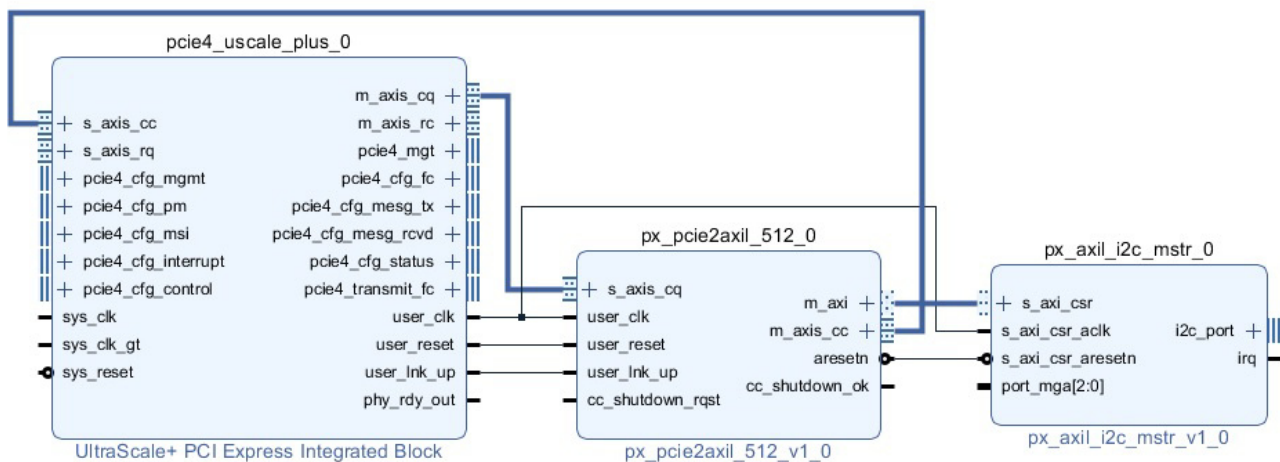 pcie4_uscale_plus_0
m_axis_cq
s_axis_cc
m_axis_rc
s_axis_rq
pcie4_mgt
pcie4_cfg_mgmt
pcie4_cfg_fc
pcie4_cfg_pm
pcie4_cfg_mesg_tx
pcie4_cfg_msi
pcie4_cfg_mesg_rcvd
pcie4_cfg_interrupt
pcie4_cfg_status
pcie4_cfg_control
pcie4_transmit_fc
sys_clk
user_clk
sys_clk_gt
user_reset
sys_reset
user_lnk_up
phy_rdy_out
UltraScale+ PCI Express Integrated Block
px_pcie2axil_512_0
s_axis_cq
m_axi
user_clk
m_axis_cc
user_reset
aresetn
user_lnk_up
cc_shutdown_ok
cc_shutdown_rqst
px_pcie2axil_512_v1_0
px_axil_i2c_mstr_0
s_axi_csr
s_axi_csr_aclk
i2c_port
s_axi_csr_aresetn
irq
port_mga[2:0]
px_axil_i2c_mstr_v1_0